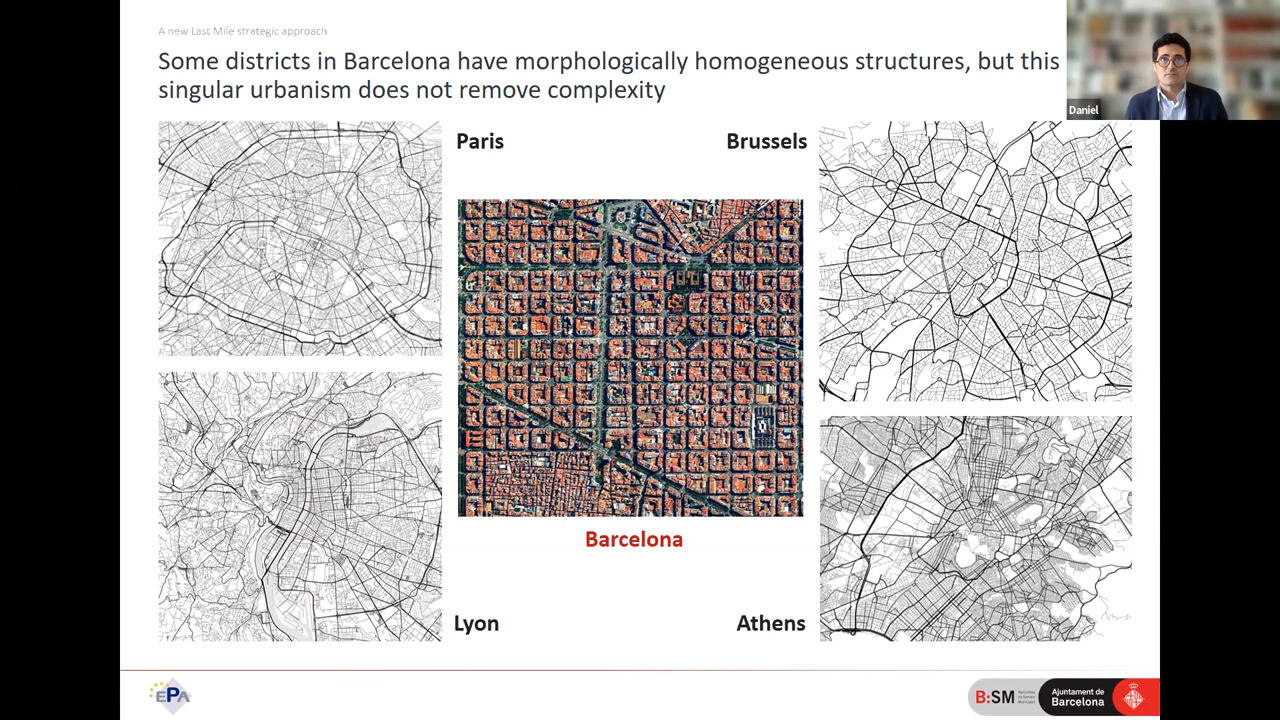 A new Last Mile strategic approach
Some districts in Barcelona have morphologically homogeneous structures, but this
singular urbanism does not remove complexity
Daniel
Paris
Brussels
Barcelona
Lyon
Athens
EPA
B:SM
Ajuntament de
Barcelona